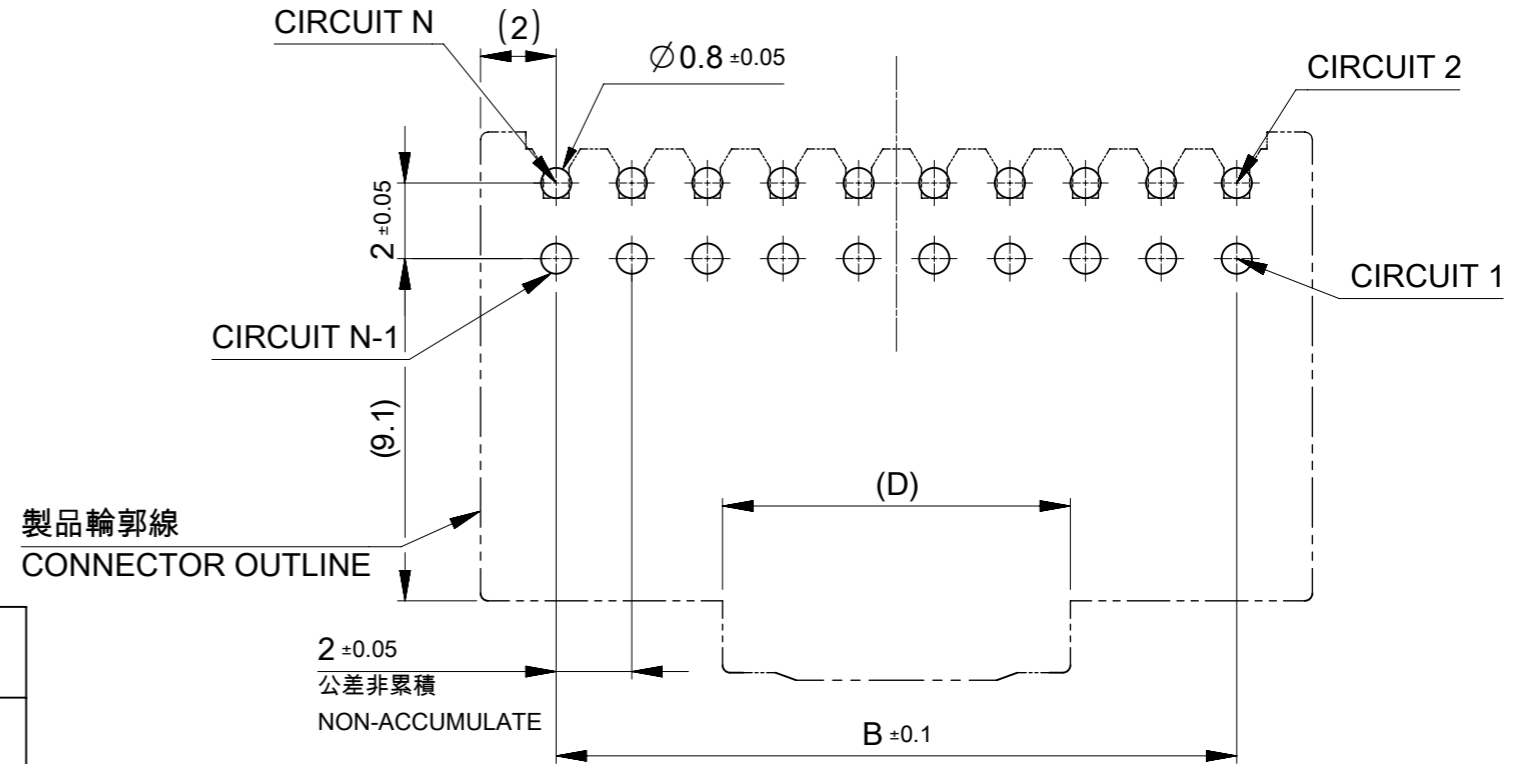 CIRCUIT N
(2)
∅0.8 ±0.05
CIRCUIT 2
2 ±0.05
CIRCUIT 1
CIRCUIT N-1
(9.1)
(D)
製品輪郭線
CONNECTOR OUTLINE
2 ±0.05
公差非累積
NON-ACCUMULATE
B ±0.1